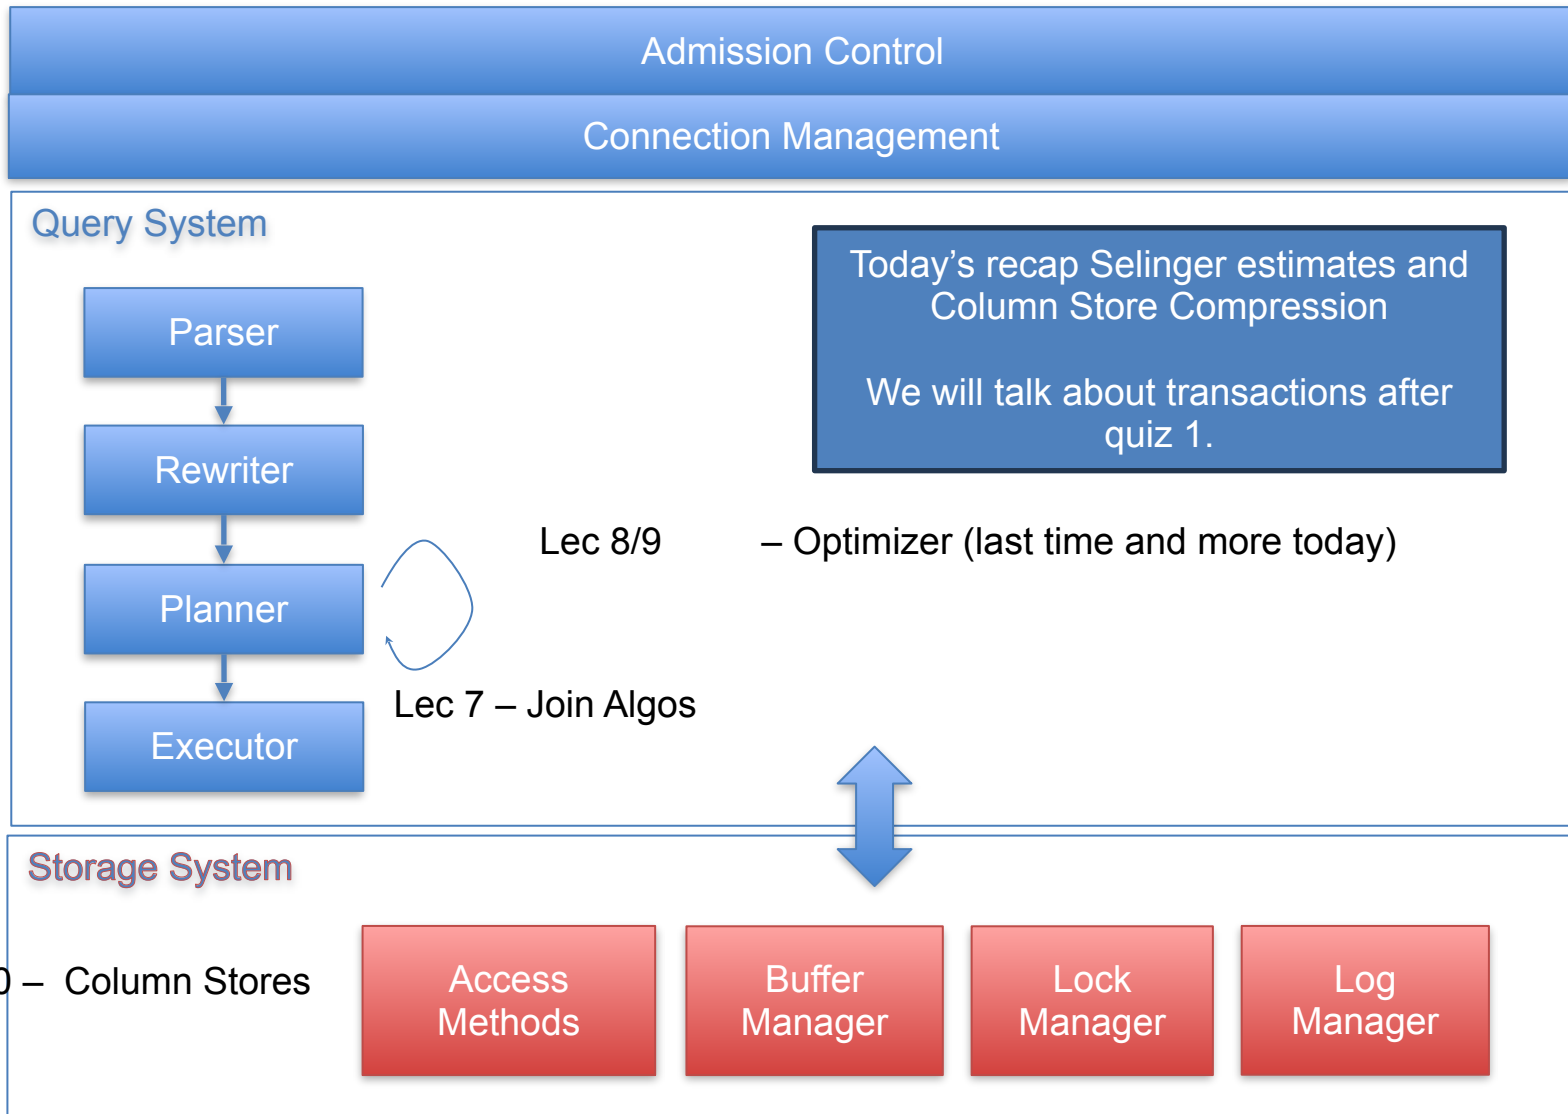 Admission Control
Connection Management
Query System
Today's recap Selinger estimates and
Column Store Compression
We will talk about transactions after
quiz 1.
Parser
Rewriter
Planner
Executor
Lec 8/9 – Optimizer (last time and more today)
Lec 7 – Join Algos
Storage System
0 – Column Stores
Access
Methods
Buffer
Manager
Lock
Manager
Log
Manager